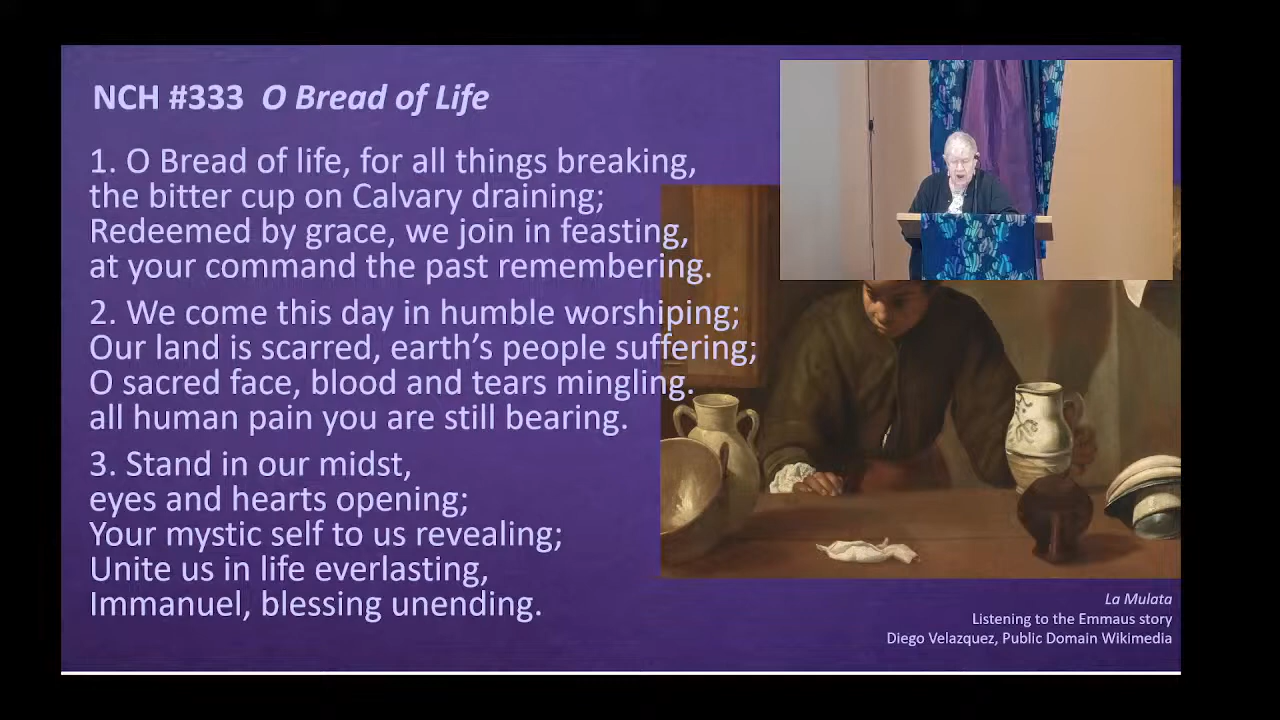 NCH #333 O Bread of Life
1. O Bread of life, for all things breaking,
the bitter cup on Calvary draining;
Redeemed by grace, we join in feasting,
at your command the past remembering.
2. We come this day in humble worshiping;
Our land is scarred, earth's people suffering;
O sacred face, blood and tears mingling.
all human pain you are still bearing.
3. Stand in our midst,
eyes and hearts opening;
Your mystic self to us revealing;
Unite us in life everlasting,
Immanuel, blessing unending.
La Mulata
Listening to the Emmaus story
Diego Velazquez, Public Domain Wikimedia